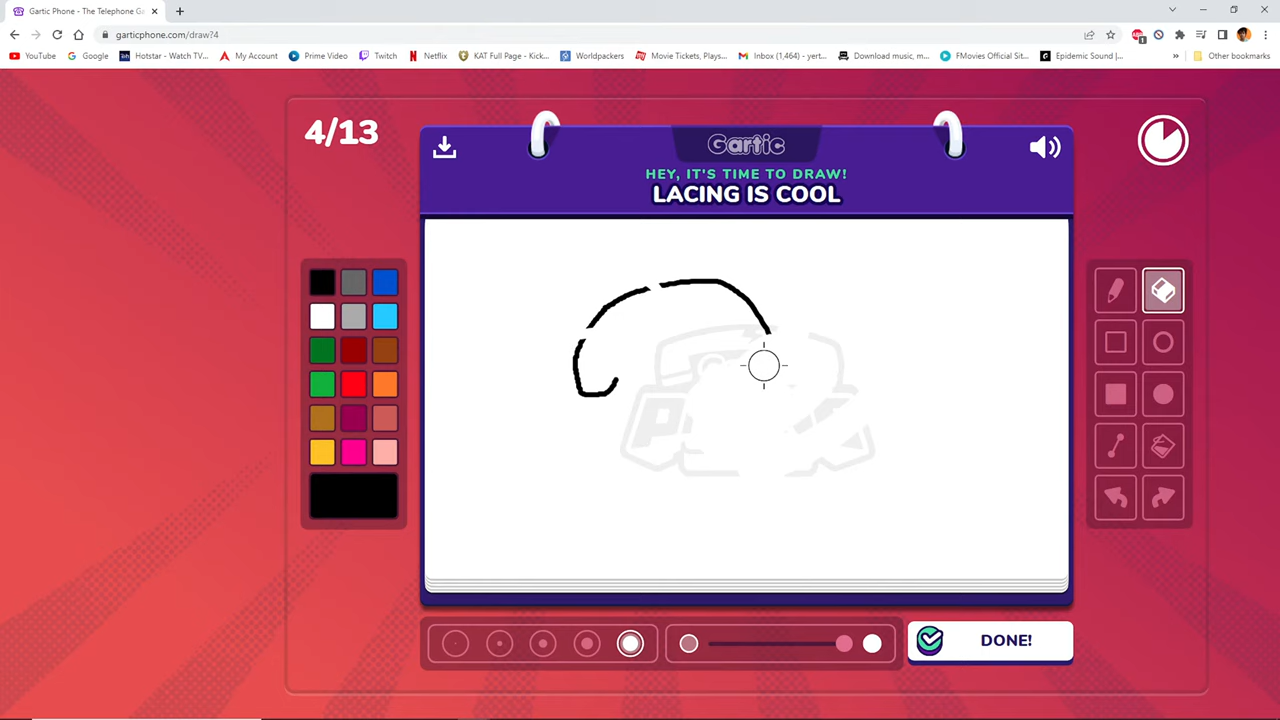 Gartic Phone - The Telephone Ga
garticphone.com/draw?4
1
YouTube
Google
Hotstar - Watch TV...
My Account
Prime Video
Twitch
Netflix
KAT Full Page - Kick...
Worldpackers
Movie Tickets, Plays...
Inbox (1,464) - yert...
Download music, m...
FMovies Official Sit...
Epidemic Sound |...
»
Other bookmarks
4/13
Gartic
HEY, IT'S TIME TO DRAW!
LACING IS COOL
DONE!